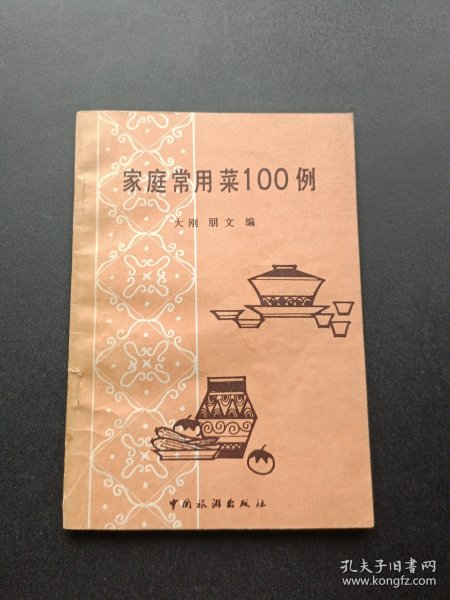 家庭常用菜100例
大刚 朋文 编
中国旅游出版社
孔夫子旧书网
www.kongfz.com